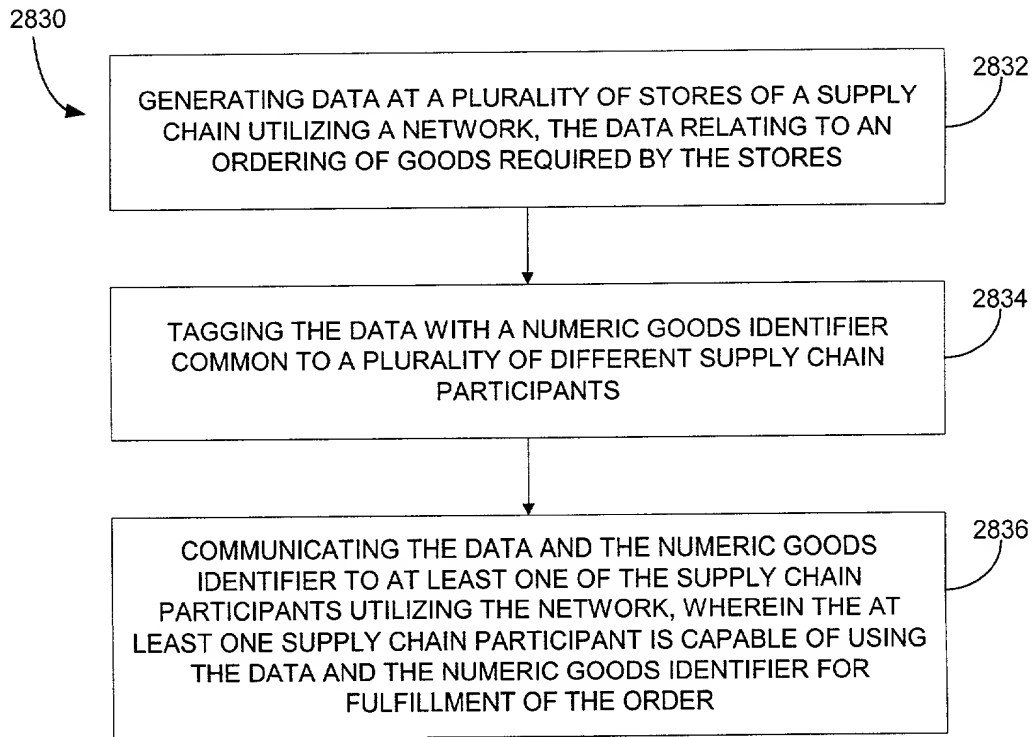 2830
2832
GENERATING DATA AT A PLURALITY OF STORES OF A SUPPLY
CHAIN UTILIZING A NETWORK, THE DATA RELATING TO AN
ORDERING OF GOODS REQUIRED BY THE STORES
2834
TAGGING THE DATA WITH A NUMERIC GOODS IDENTIFIER
COMMON TO A PLURALITY OF DIFFERENT SUPPLY CHAIN
PARTICIPANTS
2836
COMMUNICATING THE DATA AND THE NUMERIC GOODS
IDENTIFIER TO AT LEAST ONE OF THE SUPPLY CHAIN
PARTICIPANTS UTILIZING THE NETWORK, WHEREIN THE AT
LEAST ONE SUPPLY CHAIN PARTICIPANT IS CAPABLE OF USING
THE DATA AND THE NUMERIC GOODS IDENTIFIER FOR
FULFILLMENT OF THE ORDER